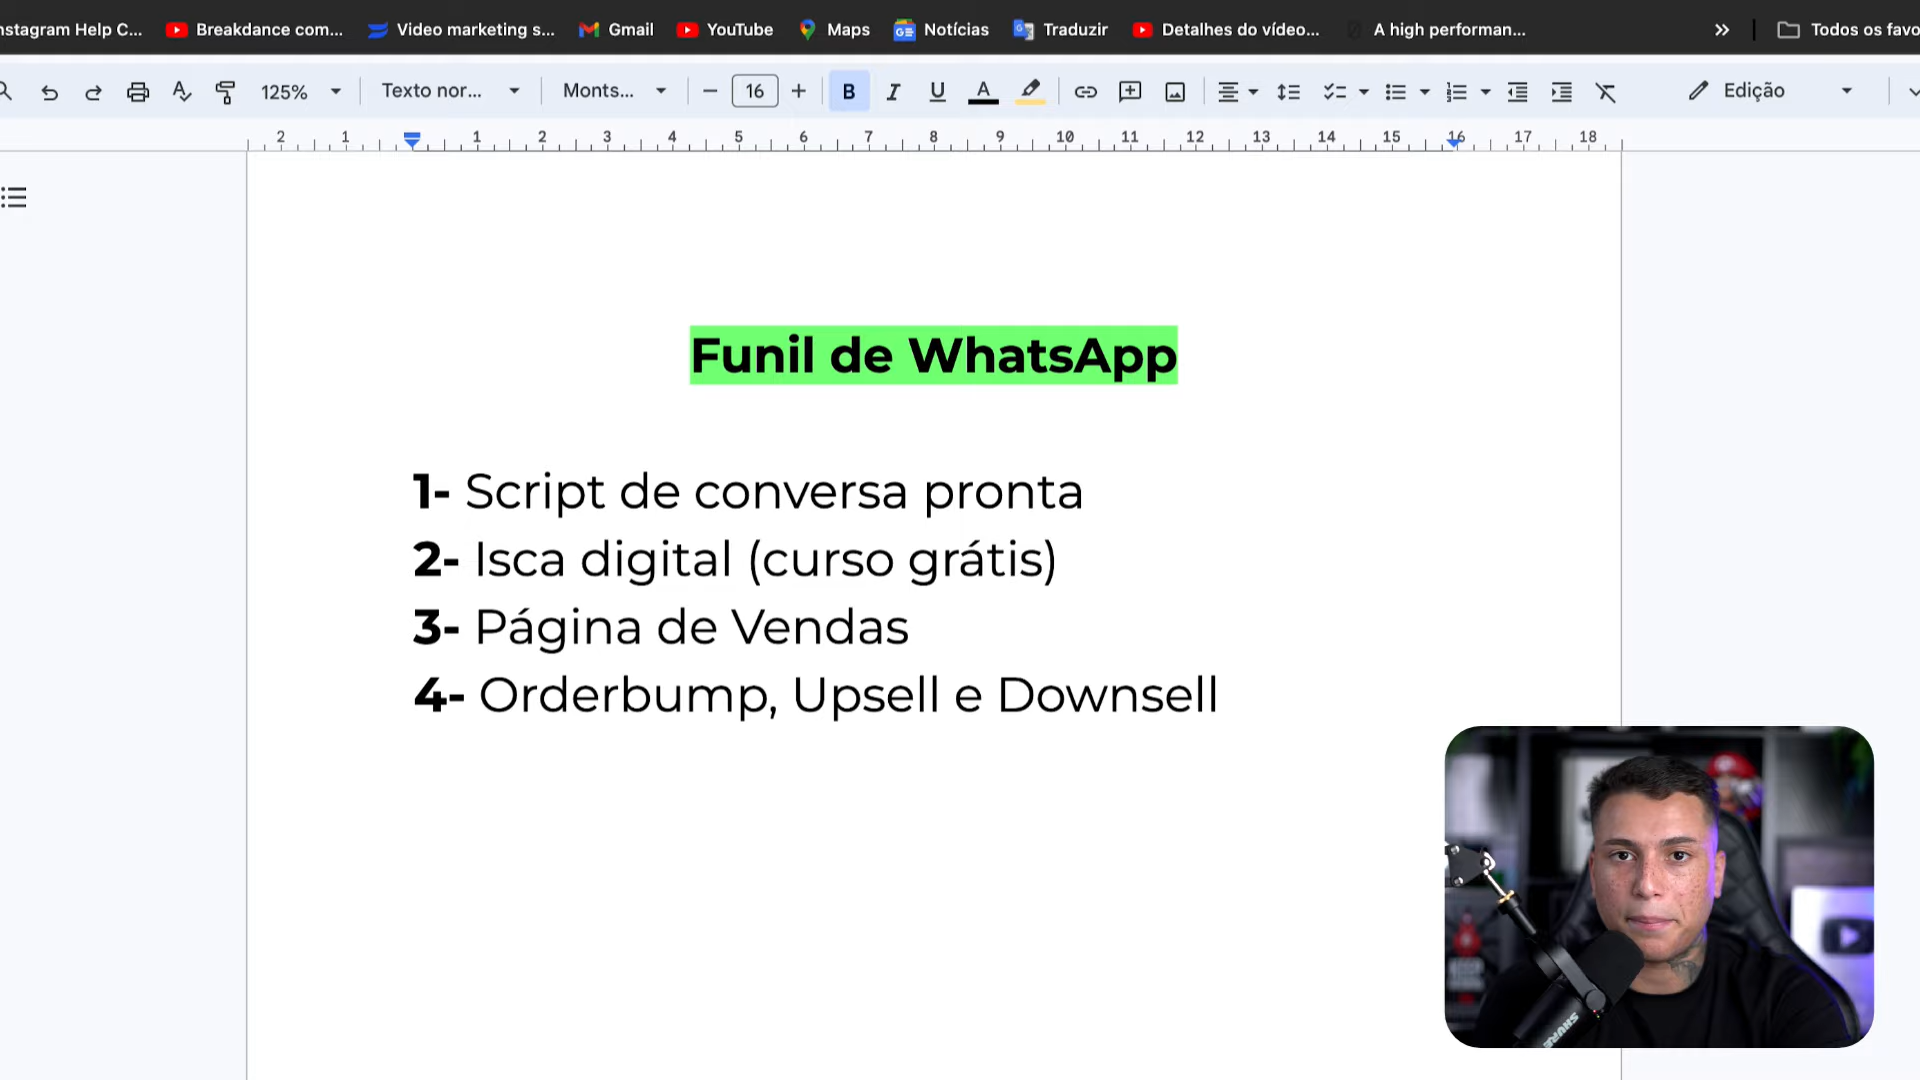 nstagram Help C... Breakdance com... Video marketing s... Gmail YouTube Maps Notícias Traduzir Detalhes do vídeo... A high performan... Todos os favo
125% Texto nor... Monts... 16 B I U A Edição
2 1 1 2 3 4 5 6 7 8 9 10 11 12 13 14 15 16 17 18
Funil de WhatsApp
1- Script de conversa pronta
2- Isca digital (curso grátis)
3- Página de Vendas
4- Orderbump, Upsell e Downsell
SHURE